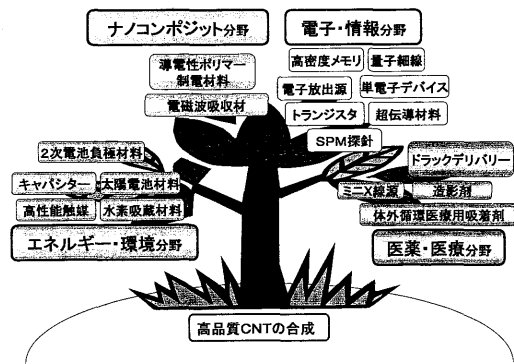 ナノコンポジット分野
導電性ポリマー
制電材料
電磁波吸収材
電子・情報分野
高密度メモリ
量子細線
電子放出源
単電子デバイス
トランジスタ
超伝導材料
SPM探針
2次電池負極材料
キャパシター
太陽電池材料
高性能触媒
水素吸蔵材料
エネルギー・環境分野
ドラックデリバリー
ミニX線源
造影剤
体外循環医療用吸着剤
医薬・医療分野
高品質CNTの合成